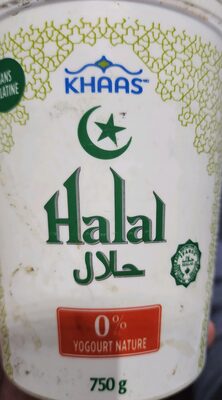 SANS
GÉLATINE
KHAAS
Halal
حلال
0%
YOGOURT NATURE
750 g